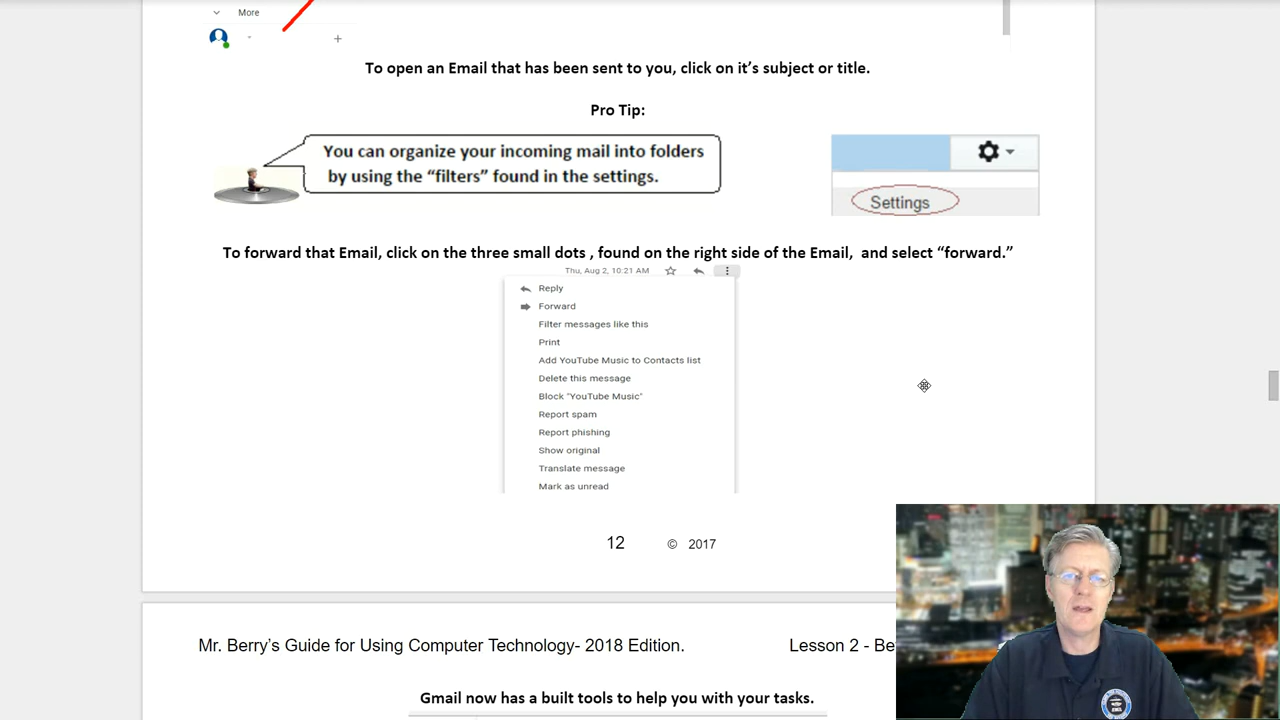 More
To open an Email that has been sent to you, click on it’s subject or title.
Pro Tip:
You can organize your incoming mail into folders
by using the “filters” found in the settings.
Settings
To forward that Email, click on the three small dots , found on the right side of the Email,  and select “forward.”
Thu, Aug 2, 10:21 AM
Reply
Forward
Filter messages like this
Print
Add YouTube Music to Contacts list
Delete this message
Block "YouTube Music"
Report spam
Report phishing
Show original
Translate message
Mark as unread
12 © 2017
Mr. Berry’s Guide for Using Computer Technology- 2018 Edition. Lesson 2 - Be
Gmail now has a built tools to help you with your tasks.